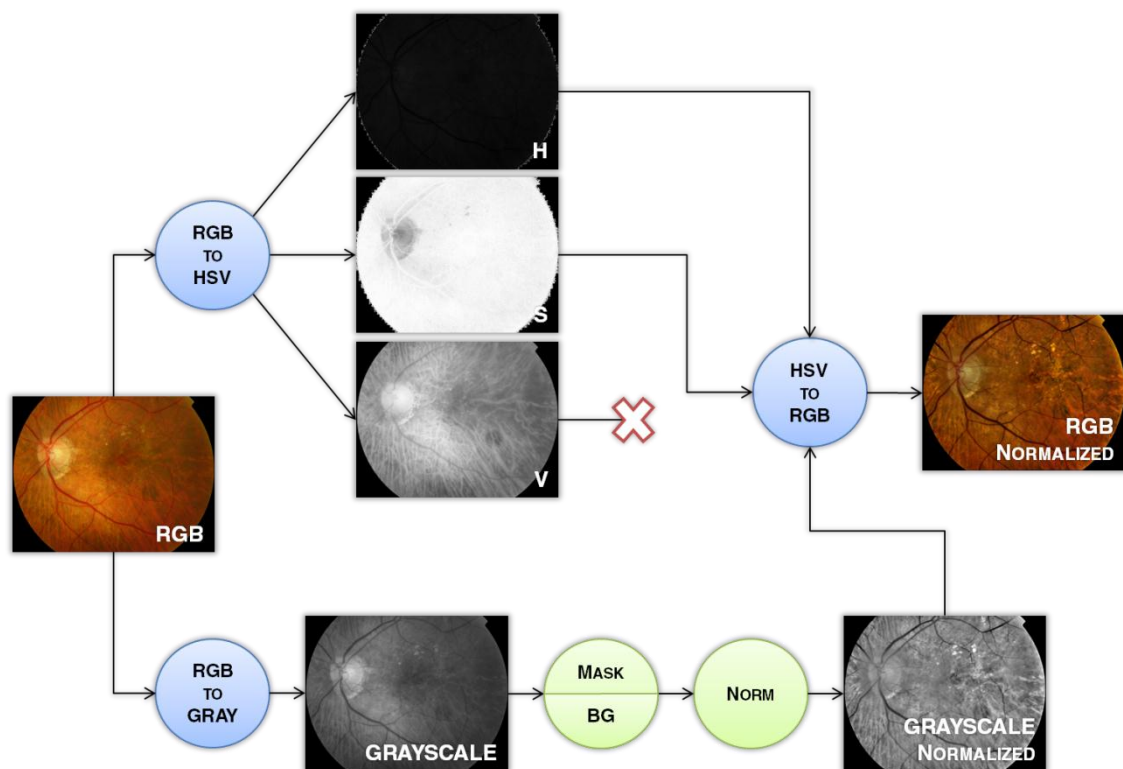 H
RGB
TO
HSV
S
V
HSV
TO
RGB
RGB
NORMALIZED
RGB
RGB
TO
GRAY
GRAYSCALE
MASK
BG
NORM
GRAYSCALE
NORMALIZED